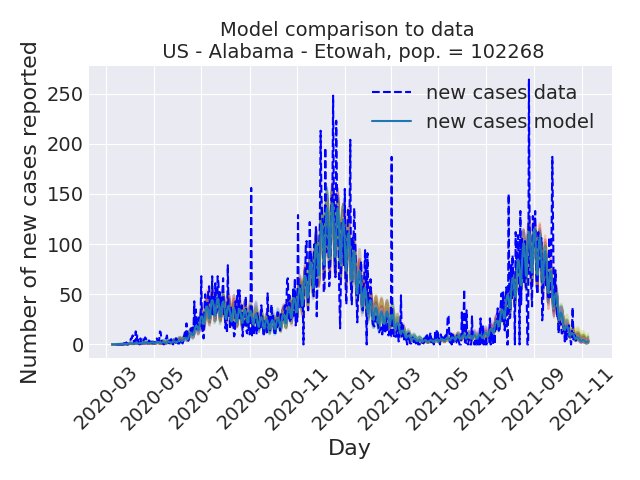 Model comparison to data
US - Alabama - Etowah, pop. = 102268
Number of new cases reported
250
200
150
100
50
0
new cases data
new cases model
2020-03
2020-05
2020-07
2020-09
2020-11
2021-01
2021-03
2021-05
2021-07
2021-09
2021-11
Day